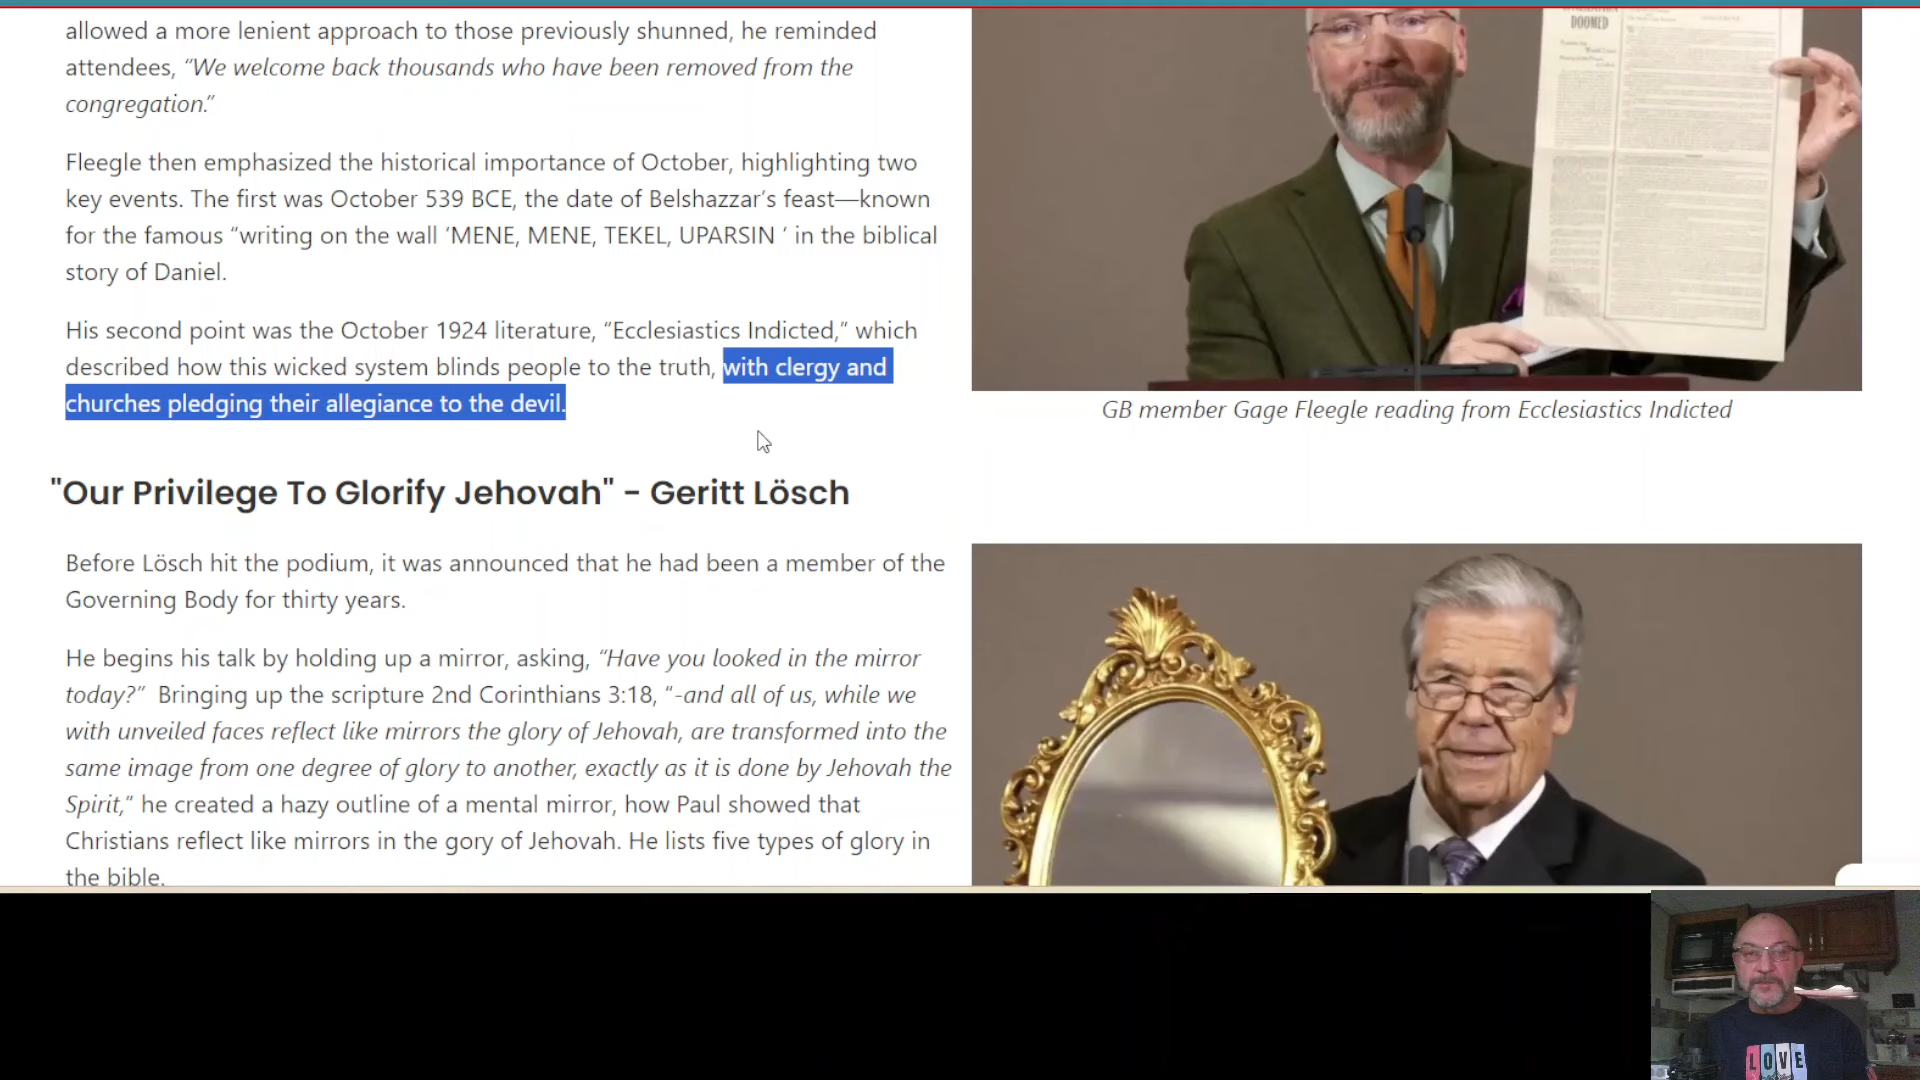 allowed a more lenient approach to those previously shunned, he reminded
attendees, “We welcome back thousands who have been removed from the
congregation.”
Fleegle then emphasized the historical importance of October, highlighting two
key events. The first was October 539 BCE, the date of Belshazzar’s feast—known
for the famous “writing on the wall ‘MENE, MENE, TEKEL, UPARSIN ‘ in the biblical
story of Daniel.
His second point was the October 1924 literature, “Ecclesiastics Indicted,” which
described how this wicked system blinds people to the truth, with clergy and
churches pledging their allegiance to the devil.
DOOMED
GB member Gage Fleegle reading from Ecclesiastics Indicted
"Our Privilege To Glorify Jehovah" – Geritt Lösch
Before Lösch hit the podium, it was announced that he had been a member of the
Governing Body for thirty years.
He begins his talk by holding up a mirror, asking, “Have you looked in the mirror
today?” Bringing up the scripture 2nd Corinthians 3:18, “-and all of us, while we
with unveiled faces reflect like mirrors the glory of Jehovah, are transformed into the
same image from one degree of glory to another, exactly as it is done by Jehovah the
Spirit,” he created a hazy outline of a mental mirror, how Paul showed that
Christians reflect like mirrors in the gory of Jehovah. He lists five types of glory in
the bible.
LOVE